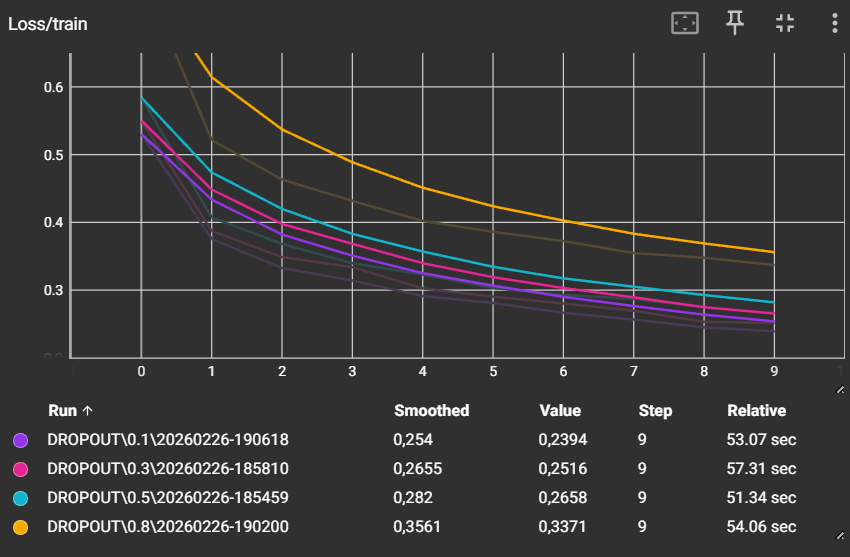 Loss/train
0.6
0.5
0.4
0.3
0 1 2 3 4 5 6 7 8 9
Run ↑ Smoothed Value Step Relative
DROPOUT\0.1\20260226-190618 0,254 0,2394 9 53.07 sec
DROPOUT\0.3\20260226-185810 0,2655 0,2516 9 57.31 sec
DROPOUT\0.5\20260226-185459 0,282 0,2658 9 51.34 sec
DROPOUT\0.8\20260226-190200 0,3561 0,3371 9 54.06 sec